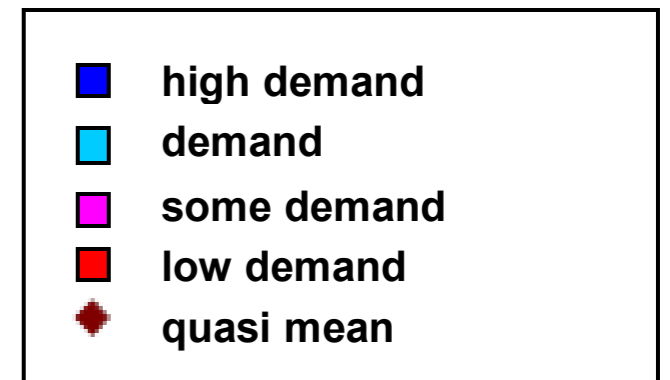 high demand
demand
some demand
low demand
quasi mean